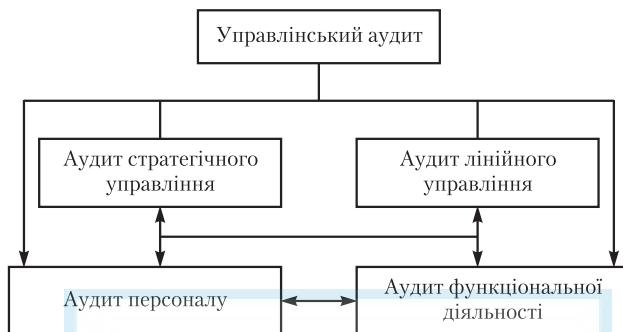 Управлінський аудит
Аудит стратегічного
управління
Аудит лінійного
управління
Аудит персоналу
Аудит функціональної
діяльності